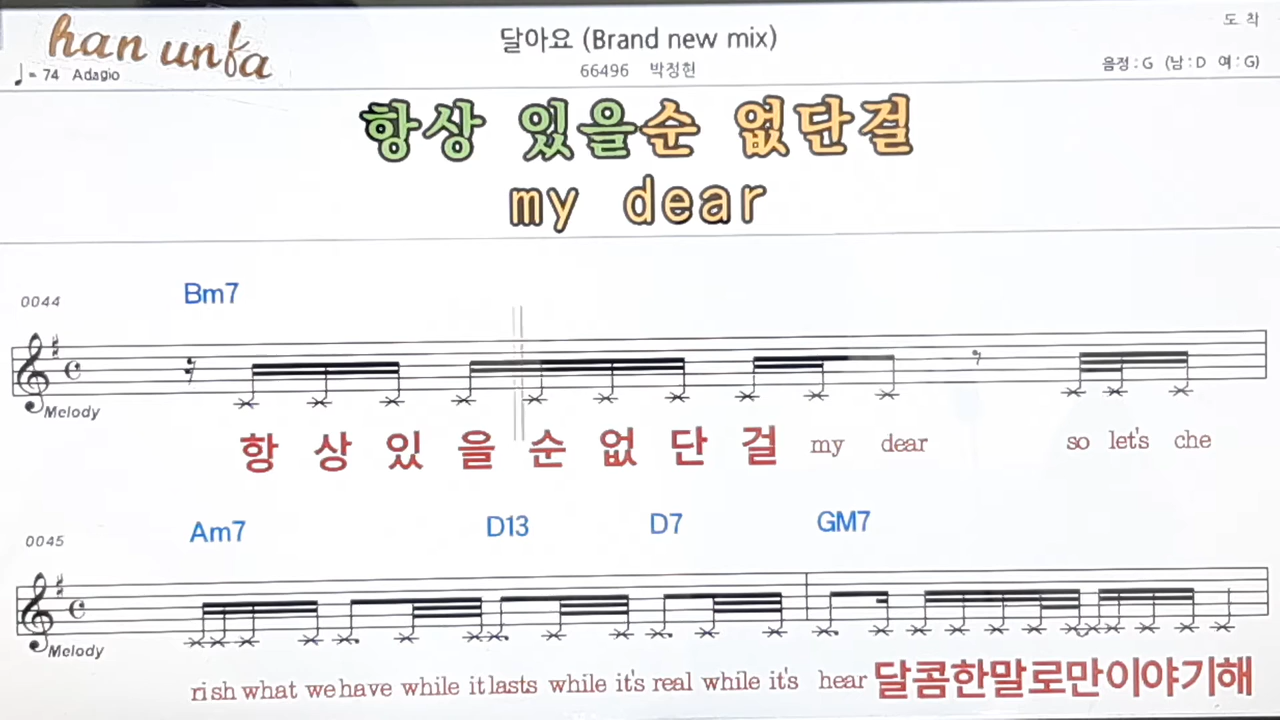 han unfa
달아요 (Brand new mix)
도 착
♩= 74 Adagio
66496 박정현
음정 : G (남 : D 여 : G)
항상 있을순 없단걸
my dear
0044
Bm7
Melody
항 상 있 을 순 없 단 걸 my dear so let's che
0045
Am7 D13 D7 GM7
Melody
rish what we have while it lasts while it's real while it's hear 달콤한말로만이야기해